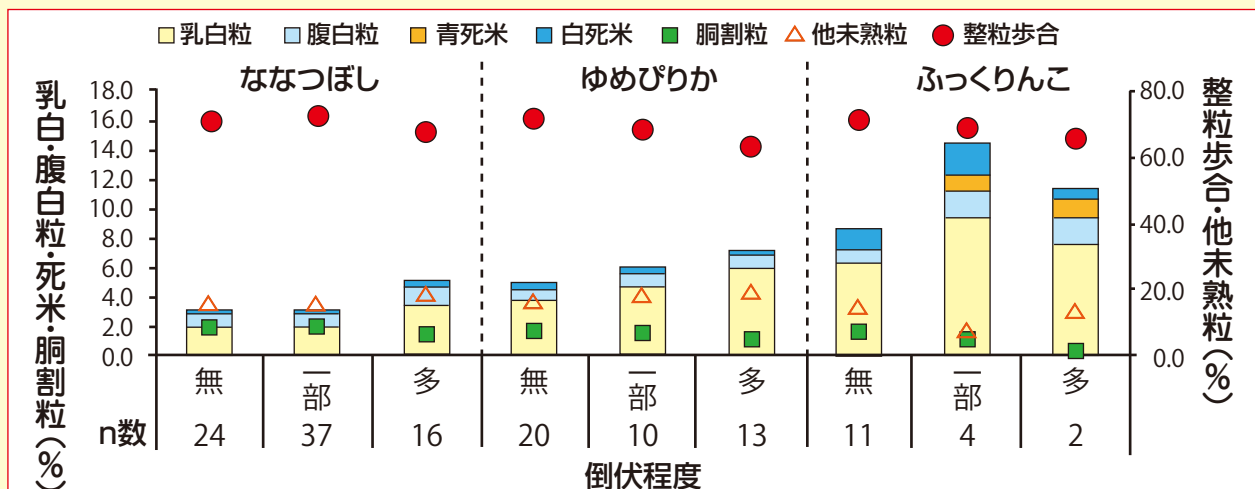 乳白粒 腹白粒 青死米 白死米 胴割粒 他未熟粒 整粒歩合
ななつぼし ゆめぴりか ふっくりんこ
乳白・腹白粒・死米・胴割粒(%)
18.0
16.0
14.0
12.0
10.0
8.0
6.0
4.0
2.0
0.0
80.0
60.0
40.0
20.0
0.0
整粒歩合・他未熟粒(%)
無 一部 多 無 一部 多 無 一部 多
n数 24 37 16 20 10 13 11 4 2
倒伏程度